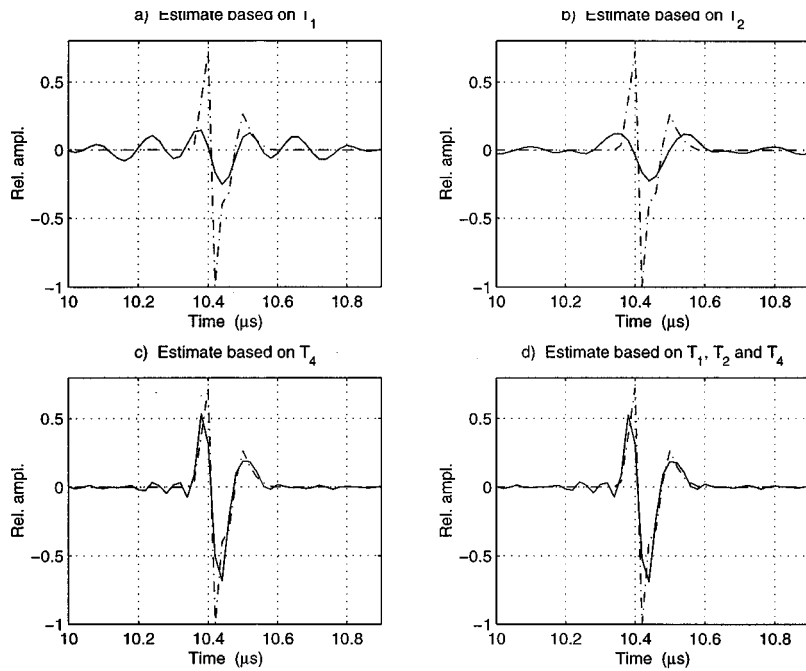 a) Estimate based on T1
b) Estimate based on T2
Rel. ampl.
0.5
0
−0.5
−1
10 10.2 10.4 10.6 10.8
Time (μs)
Rel. ampl.
0.5
0
−0.5
−1
10 10.2 10.4 10.6 10.8
Time (μs)
c) Estimate based on T4
d) Estimate based on T1, T2 and T4
Rel. ampl.
0.5
0
−0.5
−1
10 10.2 10.4 10.6 10.8
Time (μs)
Rel. ampl.
0.5
0
−0.5
−1
10 10.2 10.4 10.6 10.8
Time (μs)